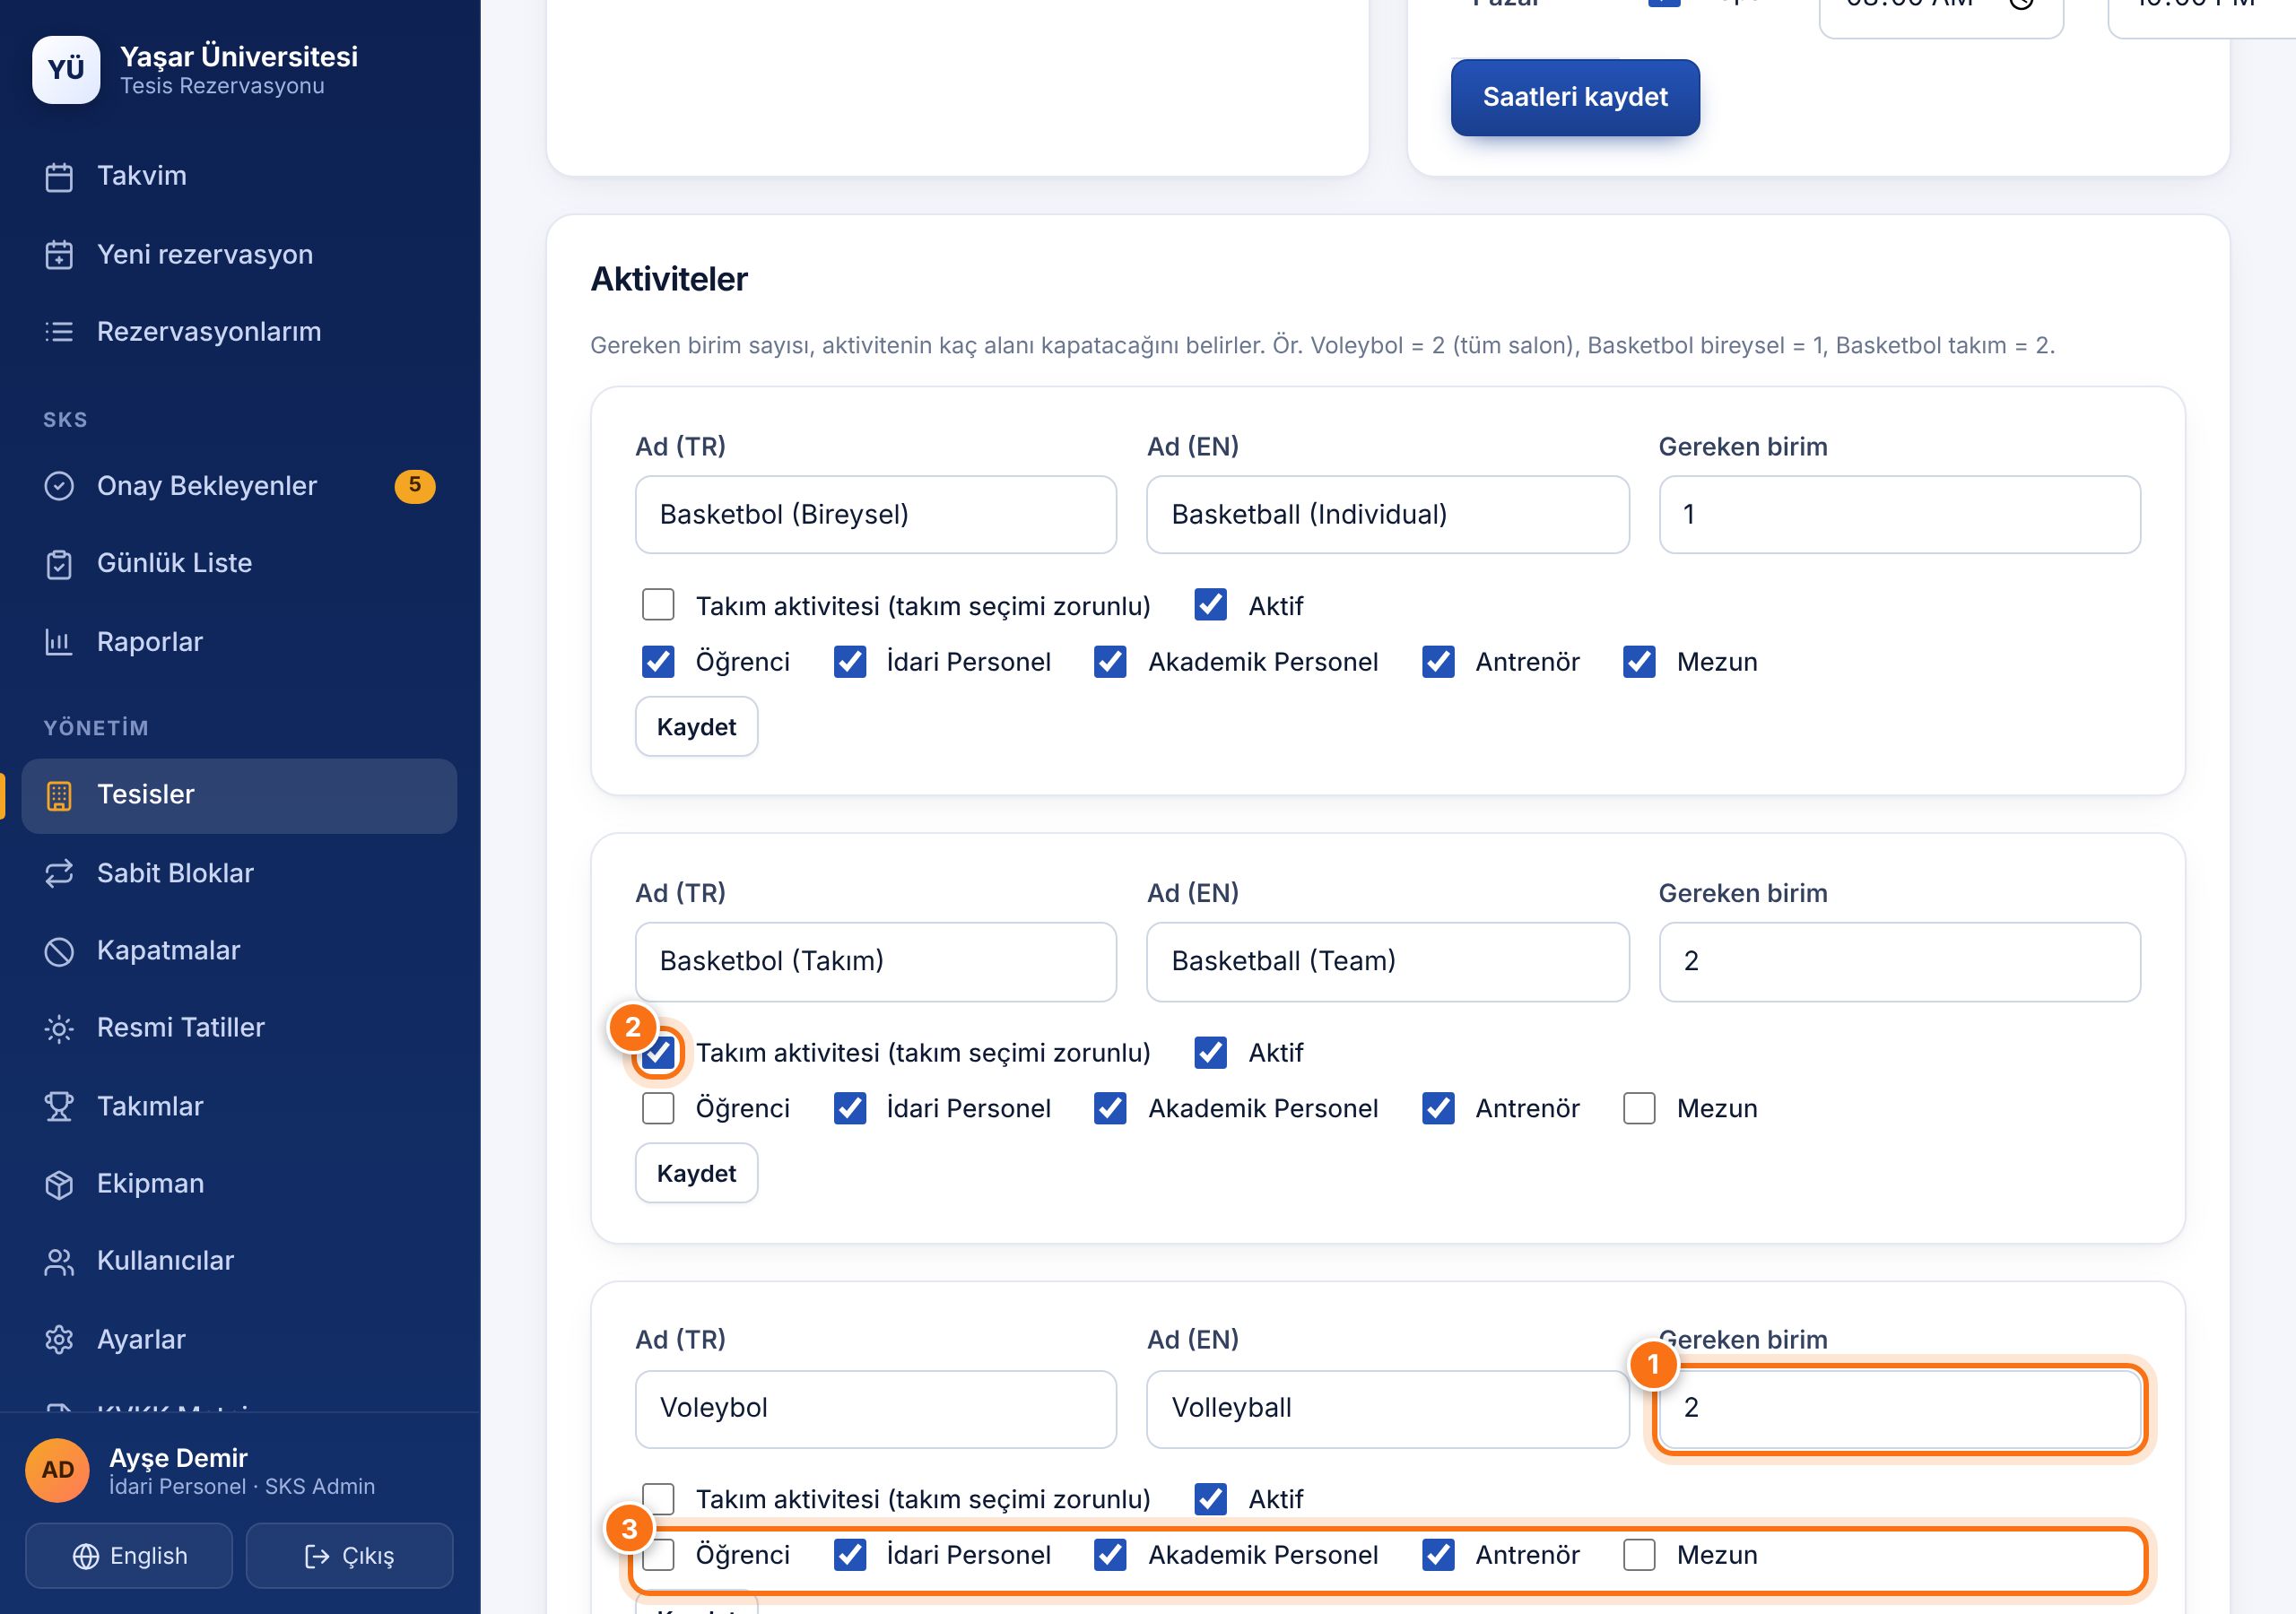 YÜ
Yaşar Üniversitesi
Tesis Rezervasyonu
Takvim
Yeni rezervasyon
Rezervasyonlarım
SKS
Onay Bekleyenler 5
Günlük Liste
Raporlar
YÖNETİM
Tesisler
Sabit Bloklar
Kapatmalar
Resmi Tatiller
Takımlar
Ekipman
Kullanıcılar
Ayarlar
AD
Ayşe Demir
İdari Personel · SKS Admin
English Çıkış
Saatleri kaydet
Aktiviteler
Gereken birim sayısı, aktivitenin kaç alanı kapatacağını belirler. Ör. Voleybol = 2 (tüm salon), Basketbol bireysel = 1, Basketbol takım = 2.
Ad (TR) Ad (EN) Gereken birim
Basketbol (Bireysel) Basketball (Individual) 1
Takım aktivitesi (takım seçimi zorunlu) Aktif
Öğrenci İdari Personel Akademik Personel Antrenör Mezun
Kaydet
Ad (TR) Ad (EN) Gereken birim
Basketbol (Takım) Basketball (Team) 2
2 Takım aktivitesi (takım seçimi zorunlu) Aktif
Öğrenci İdari Personel Akademik Personel Antrenör Mezun
Kaydet
Ad (TR) Ad (EN) Gereken birim
1
Voleybol Volleyball 2
Takım aktivitesi (takım seçimi zorunlu) Aktif
3
Öğrenci İdari Personel Akademik Personel Antrenör Mezun